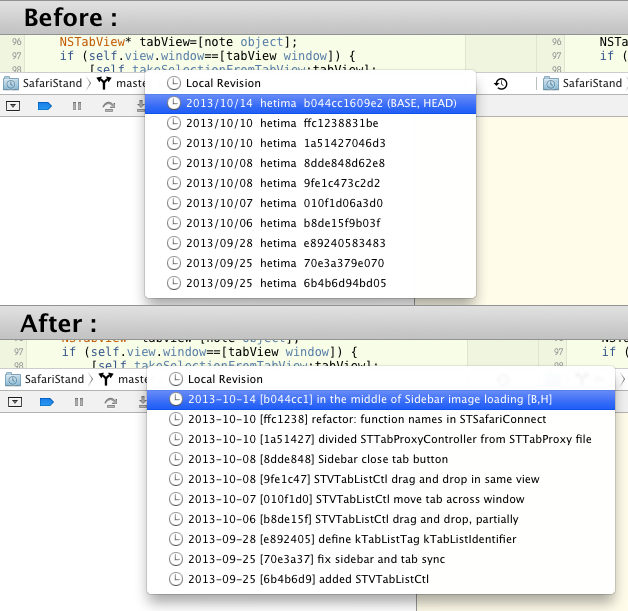 Before :
96 NSTabView* tabView=[note object];
96 NSTa
97 if (self.view.window==[tabView window]) {
97 if (
98 [self takeSelectionFromTabView:tabView];
98
SafariStand
maste
Local Revision
SafariStand
2013/10/14 hetima b044cc1609e2 (BASE, HEAD)
2013/10/10 hetima ffc1238831be
2013/10/10 hetima 1a51427046d3
2013/10/08 hetima 8dde848d62e8
2013/10/08 hetima 9fe1c473c2d2
2013/10/07 hetima 010f1d06a3d0
2013/10/06 hetima b8de15f9b03f
2013/09/28 hetima e89240583483
2013/09/25 hetima 70e3a379e070
2013/09/25 hetima 6b4b6d94bd05
After :
97 if (self.view.window==[tabView window]) {
97 if (
98 [self takeSelectionFromTabView:tabView];
98
SafariStand
maste
Local Revision
2013-10-14 [b044cc1] in the middle of Sidebar image loading [B,H]
2013-10-10 [ffc1238] refactor: function names in STSafariConnect
2013-10-10 [1a51427] divided STTabProxyController from STTabProxy file
2013-10-08 [8dde848] Sidebar close tab button
2013-10-08 [9fe1c47] STVTabListCtl drag and drop in same view
2013-10-07 [010f1d0] STVTabListCtl move tab across window
2013-10-06 [b8de15f] STVTabListCtl drag and drop, partially
2013-09-28 [e892405] define kTabListTag kTabListIdentifier
2013-09-25 [70e3a37] fix sidebar and tab sync
2013-09-25 [6b4b6d9] added STVTabListCtl